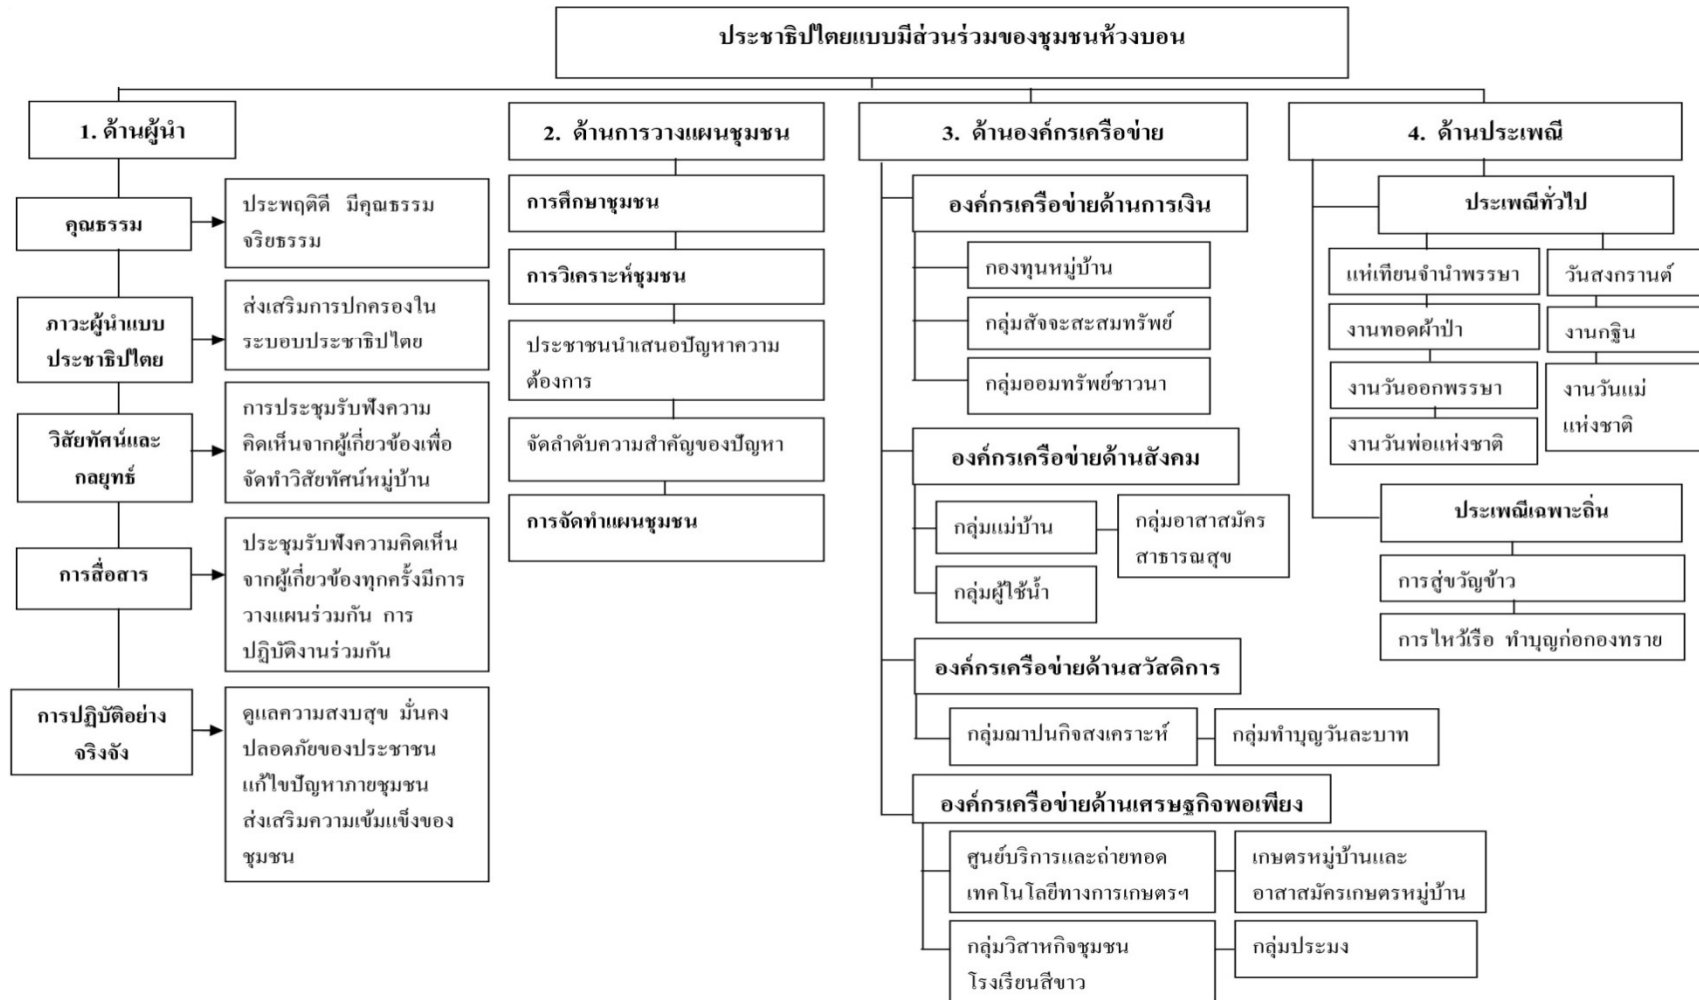 ประชาธิปไตยแบบมีส่วนร่วมของชุมชนห้วงบอน
1. ด้านผู้นำ
คุณธรรม
ประพฤติดี มีคุณธรรม
จริยธรรม
ภาวะผู้นำแบบ
ประชาธิปไตย
ส่งเสริมการปกครองใน
ระบอบประชาธิปไตย
วิสัยทัศน์และ
กลยุทธ์
การประชุมรับฟังความ
คิดเห็นจากผู้เกี่ยวข้องเพื่อ
จัดทำวิสัยทัศน์หมู่บ้าน
การสื่อสาร
ประชุมรับฟังความคิดเห็น
จากผู้เกี่ยวข้องทุกครั้งมีการ
วางแผนร่วมกัน การ
ปฏิบัติงานร่วมกัน
การปฏิบัติอย่าง
จริงจัง
ดูแลความสงบสุข มั่นคง
ปลอดภัยของประชาชน
แก้ไขปัญหาภายชุมชน
ส่งเสริมความเข้มแข็งของ
ชุมชน
2. ด้านการวางแผนชุมชน
การศึกษาชุมชน
การวิเคราะห์ชุมชน
ประชาชนนำเสนอปัญหาความ
ต้องการ
จัดลำดับความสำคัญของปัญหา
การจัดทำแผนชุมชน
3. ด้านองค์กรเครือข่าย
องค์กรเครือข่ายด้านการเงิน
กองทุนหมู่บ้าน
กลุ่มสัจจะสะสมทรัพย์
กลุ่มออมทรัพย์ชาวนา
องค์กรเครือข่ายด้านสังคม
กลุ่มแม่บ้าน
กลุ่มอาสาสมัคร
สาธารณสุข
กลุ่มผู้ใช้น้ำ
องค์กรเครือข่ายด้านสวัสดิการ
กลุ่มฌาปนกิจสงเคราะห์
กลุ่มทำบุญวันละบาท
องค์กรเครือข่ายด้านเศรษฐกิจพอเพียง
ศูนย์บริการและถ่ายทอด
เทคโนโลยีทางการเกษตรฯ
เกษตรหมู่บ้านและ
อาสาสมัครเกษตรหมู่บ้าน
กลุ่มวิสาหกิจชุมชน
โรงเรียนสีขาว
กลุ่มประมง
4. ด้านประเพณี
ประเพณีทั่วไป
แห่เทียนจำนำพรรษา
วันสงกรานต์
งานทอดผ้าป่า
งานกฐิน
งานวันออกพรรษา
งานวันแม่
แห่งชาติ
งานวันพ่อแห่งชาติ
ประเพณีเฉพาะถิ่น
การสู่ขวัญข้าว
การไหว้เรือ ทำบุญก่อกองทราย